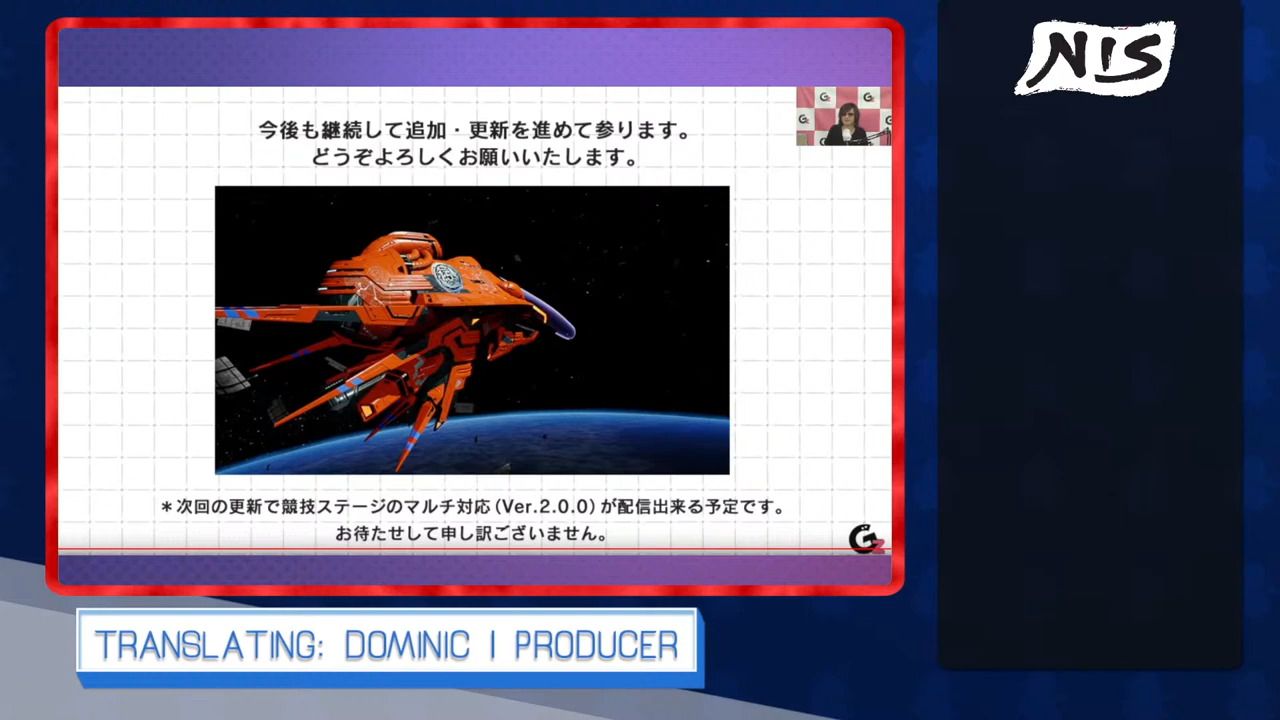 NIS
今後も継続して追加・更新を進めて参ります。
どうぞよろしくお願いいたします。
＊次回の更新で競技ステージのマルチ対応（Ver.2.0.0）が配信出来る予定です。
お待たせして申し訳ございません。
TRANSLATING: DOMINIC | PRODUCER